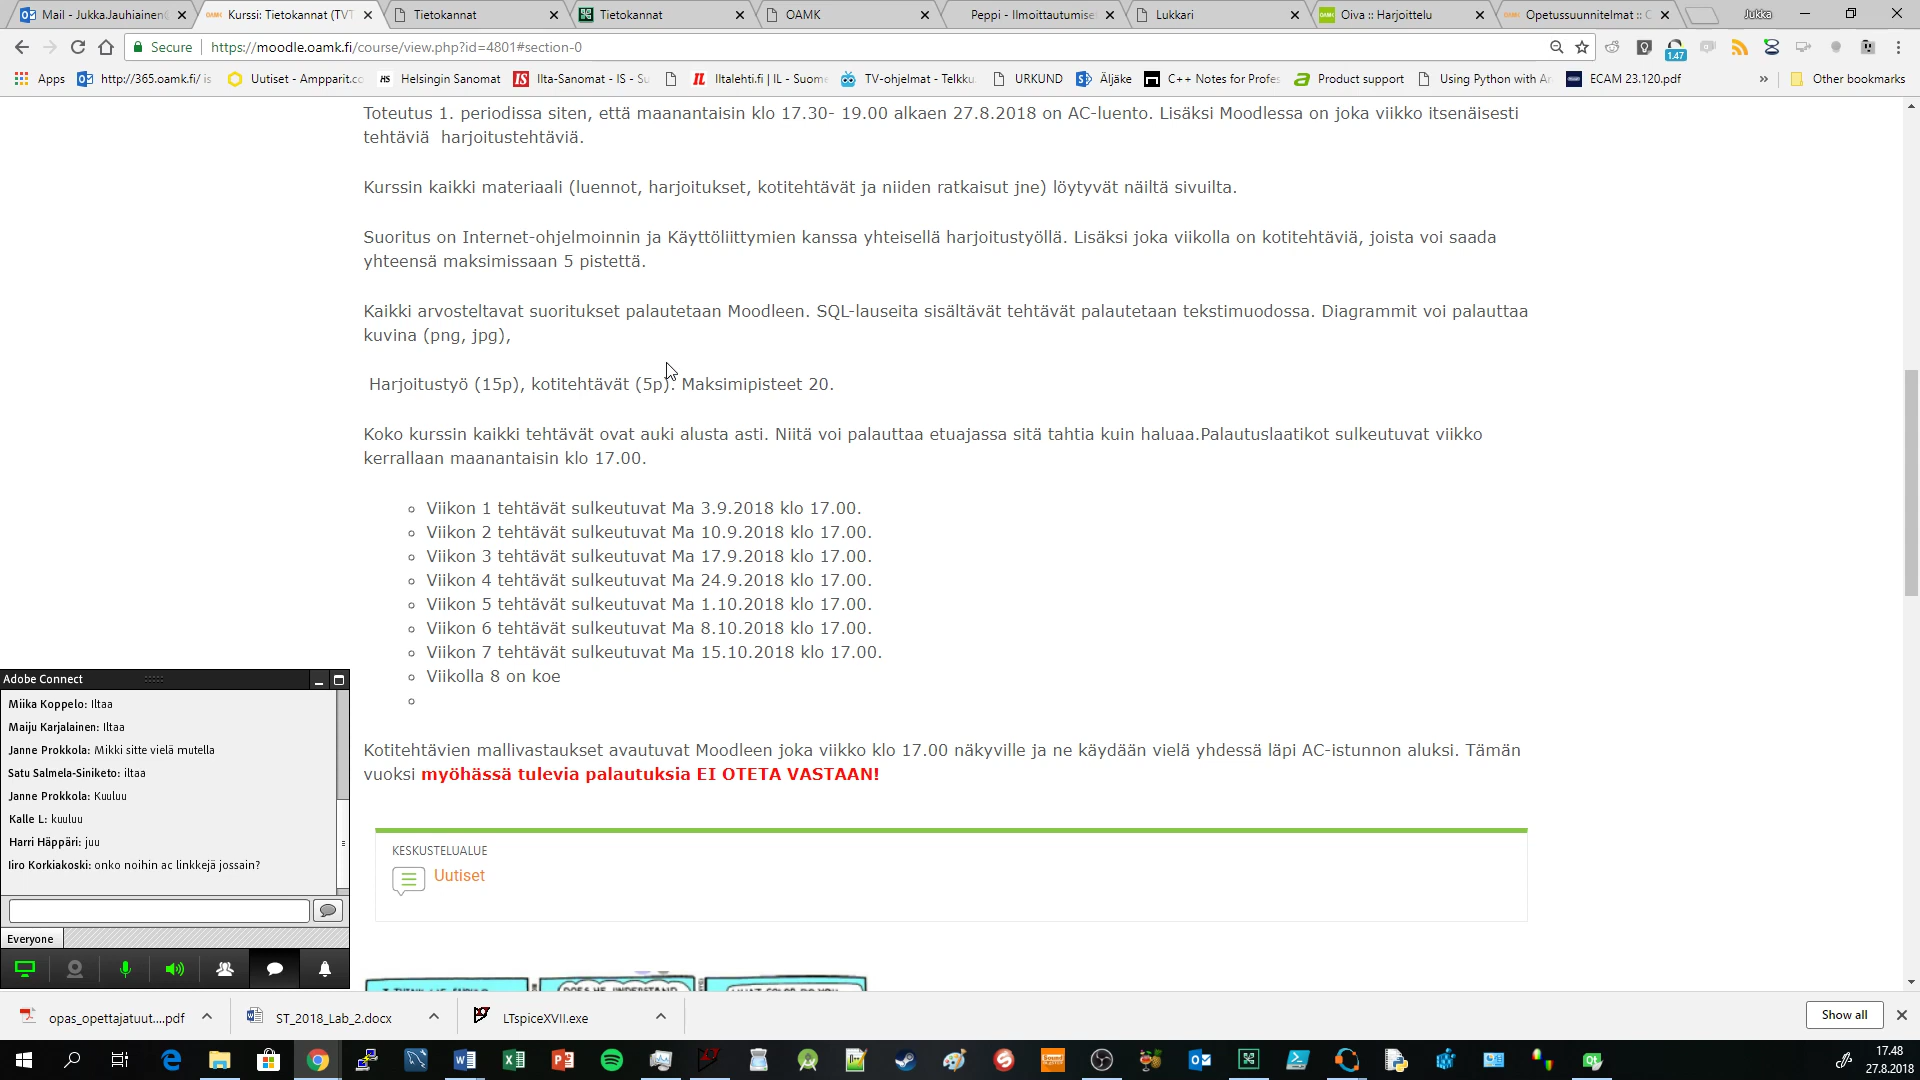 Mail - Jukka.Jauhiainen
Kurssi: Tietokannat (TVT
Tietokannat
Tietokannat
OAMK
Peppi - Ilmoittautumise
Lukkari
Oiva :: Harjoittelu
Opetussuunnitelmat ::
Jukka
Secure
https://moodle.oamk.fi/course/view.php?id=4801#section-0
1.47
Apps
http://365.oamk.fi/ is
Uutiset - Ampparit.co
HS Helsingin Sanomat
IS Ilta-Sanomat - IS - Su
IL Iltalehti.fi | IL - Suome
TV-ohjelmat - Telkku
URKUND
Äljäke
C++ Notes for Profes
Product support
Using Python with Ar
ECAM 23.120.pdf
»
Other bookmarks
Toteutus 1. periodissa siten, että maanantaisin klo 17.30- 19.00 alkaen 27.8.2018 on AC-luento. Lisäksi Moodlessa on joka viikko itsenäisesti
tehtäviä harjoitustehtäviä.
Kurssin kaikki materiaali (luennot, harjoitukset, kotitehtävät ja niiden ratkaisut jne) löytyvät näiltä sivuilta.
Suoritus on Internet-ohjelmoinnin ja Käyttöliittymien kanssa yhteisellä harjoitustyöllä. Lisäksi joka viikolla on kotitehtäviä, joista voi saada
yhteensä maksimissaan 5 pistettä.
Kaikki arvosteltavat suoritukset palautetaan Moodleen. SQL-lauseita sisältävät tehtävät palautetaan tekstimuodossa. Diagrammit voi palauttaa
kuvina (png, jpg),
Harjoitustyö (15p), kotitehtävät (5p). Maksimipisteet 20.
Koko kurssin kaikki tehtävät ovat auki alusta asti. Niitä voi palauttaa etuajassa sitä tahtia kuin haluaa.Palautuslaatikot sulkeutuvat viikko
kerrallaan maanantaisin klo 17.00.
Viikon 1 tehtävät sulkeutuvat Ma 3.9.2018 klo 17.00.
Viikon 2 tehtävät sulkeutuvat Ma 10.9.2018 klo 17.00.
Viikon 3 tehtävät sulkeutuvat Ma 17.9.2018 klo 17.00.
Viikon 4 tehtävät sulkeutuvat Ma 24.9.2018 klo 17.00.
Viikon 5 tehtävät sulkeutuvat Ma 1.10.2018 klo 17.00.
Viikon 6 tehtävät sulkeutuvat Ma 8.10.2018 klo 17.00.
Viikon 7 tehtävät sulkeutuvat Ma 15.10.2018 klo 17.00.
Viikolla 8 on koe
Kotitehtävien mallivastaukset avautuvat Moodleen joka viikko klo 17.00 näkyville ja ne käydään vielä yhdessä läpi AC-istunnon aluksi. Tämän
vuoksi myöhässä tulevia palautuksia EI OTETA VASTAAN!
KESKUSTELUALUE
Uutiset
Adobe Connect
Miika Koppelo: Iltaa
Maiju Karjalainen: Iltaa
Janne Prokkola: Mikki sitte vielä mutella
Satu Salmela-Siniketo: iltaa
Janne Prokkola: Kuuluu
Kalle L: kuuluu
Harri Häppäri: juu
Iiro Korkiakoski: onko noihin ac linkkejä jossain?
Everyone
opas_opettajatuut....pdf
ST_2018_Lab_2.docx
LTspiceXVII.exe
Show all
17.48
27.8.2018